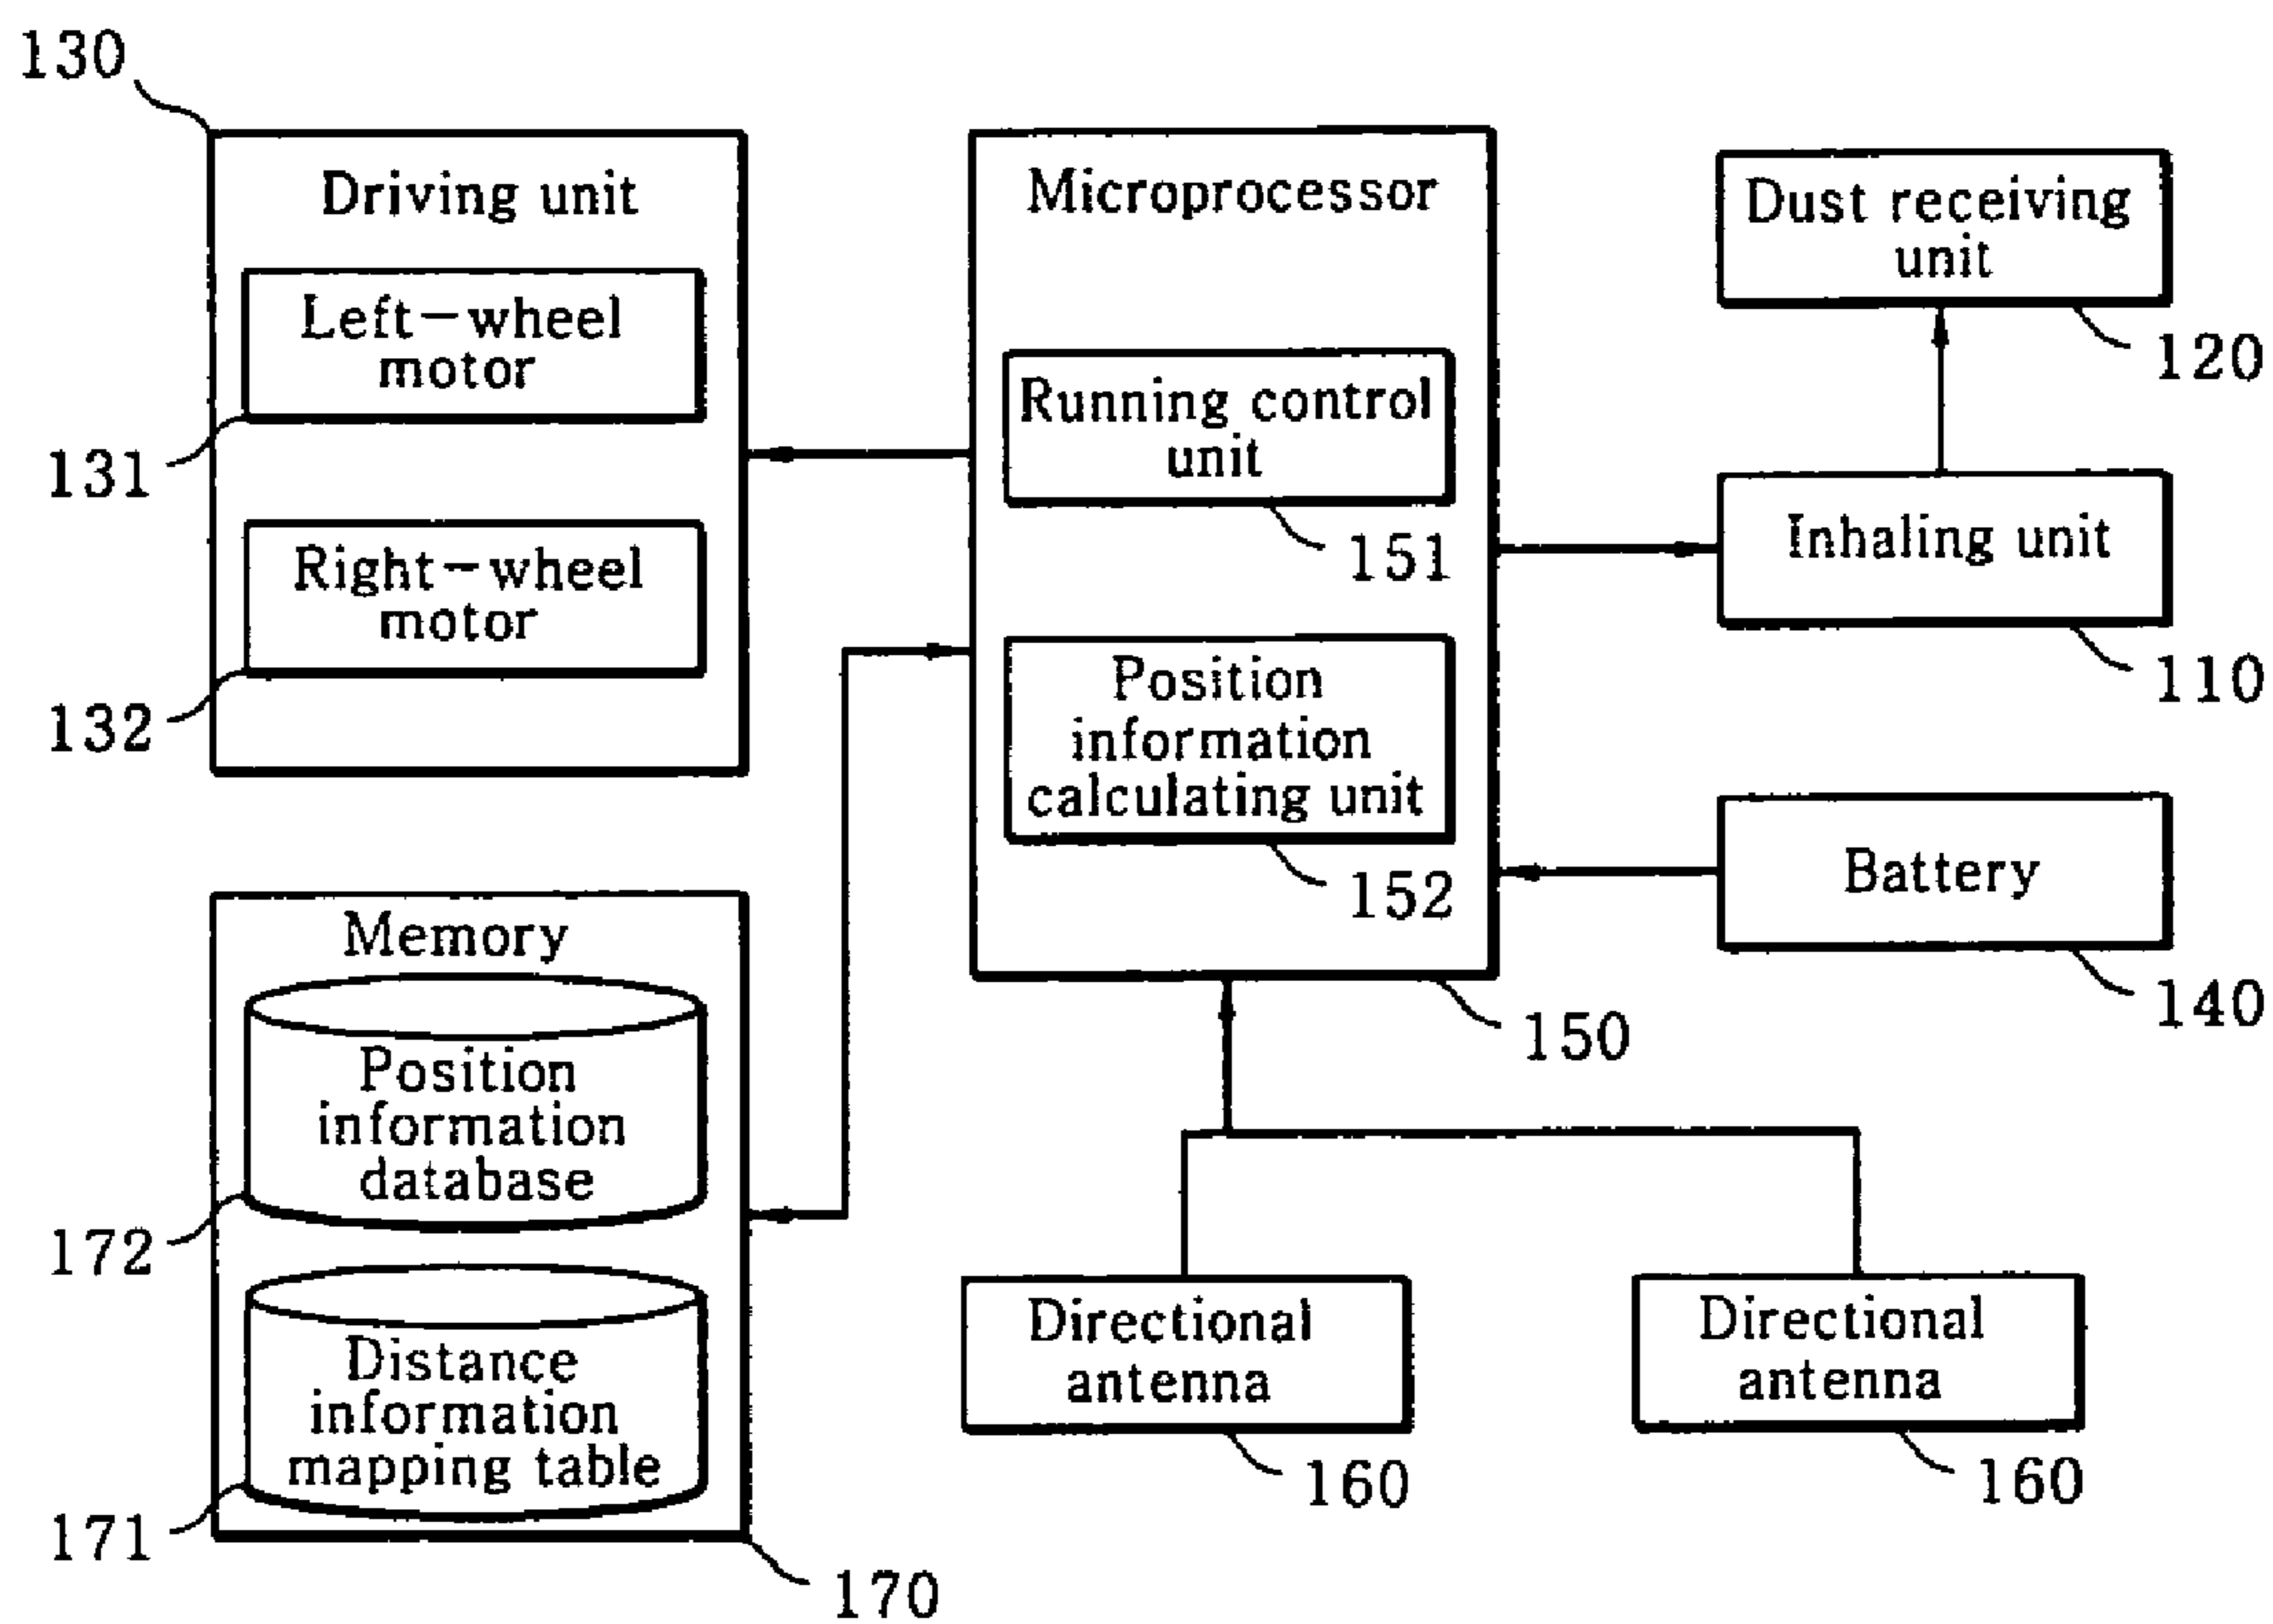 130
Driving unit
Left-wheel
motor
131
Right-wheel
motor
132
Microprocessor
Running control
unit
151
Position
information
calculating unit
152
150
Dust receiving
unit
120
Inhaling unit
110
Battery
140
Memory
Position
information
database
172
Distance
information
mapping table
171
170
Directional
antenna
160
Directional
antenna
160